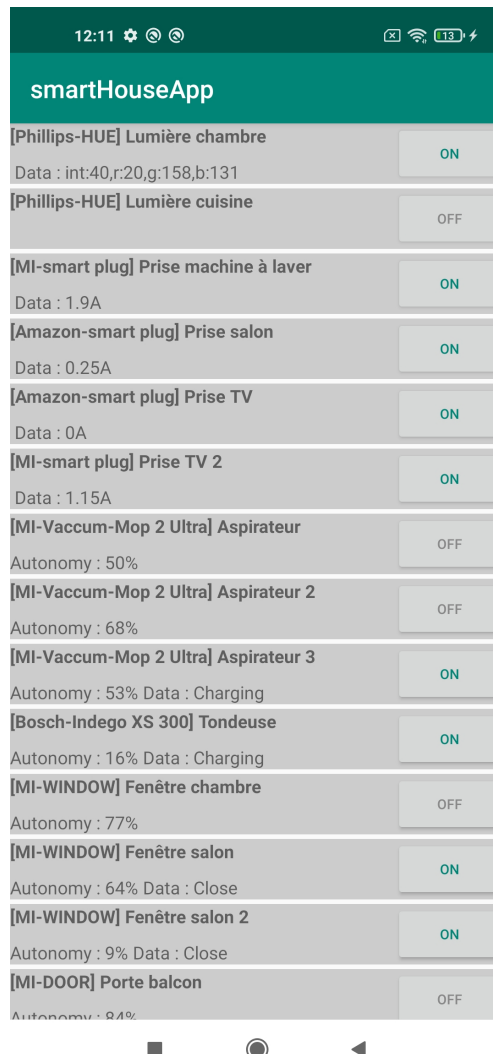 12:11
13
smartHouseApp
[Phillips-HUE] Lumière chambre
ON
Data : int:40,r:20,g:158,b:131
[Phillips-HUE] Lumière cuisine
OFF
[MI-smart plug] Prise machine à laver
ON
Data : 1.9A
[Amazon-smart plug] Prise salon
ON
Data : 0.25A
[Amazon-smart plug] Prise TV
ON
Data : 0A
[MI-smart plug] Prise TV 2
ON
Data : 1.15A
[MI-Vaccum-Mop 2 Ultra] Aspirateur
OFF
Autonomy : 50%
[MI-Vaccum-Mop 2 Ultra] Aspirateur 2
OFF
Autonomy : 68%
[MI-Vaccum-Mop 2 Ultra] Aspirateur 3
ON
Autonomy : 53% Data : Charging
[Bosch-Indego XS 300] Tondeuse
ON
Autonomy : 16% Data : Charging
[MI-WINDOW] Fenêtre chambre
OFF
Autonomy : 77%
[MI-WINDOW] Fenêtre salon
ON
Autonomy : 64% Data : Close
[MI-WINDOW] Fenêtre salon 2
ON
Autonomy : 9% Data : Close
[MI-DOOR] Porte balcon
OFF
Autonomy : 84%